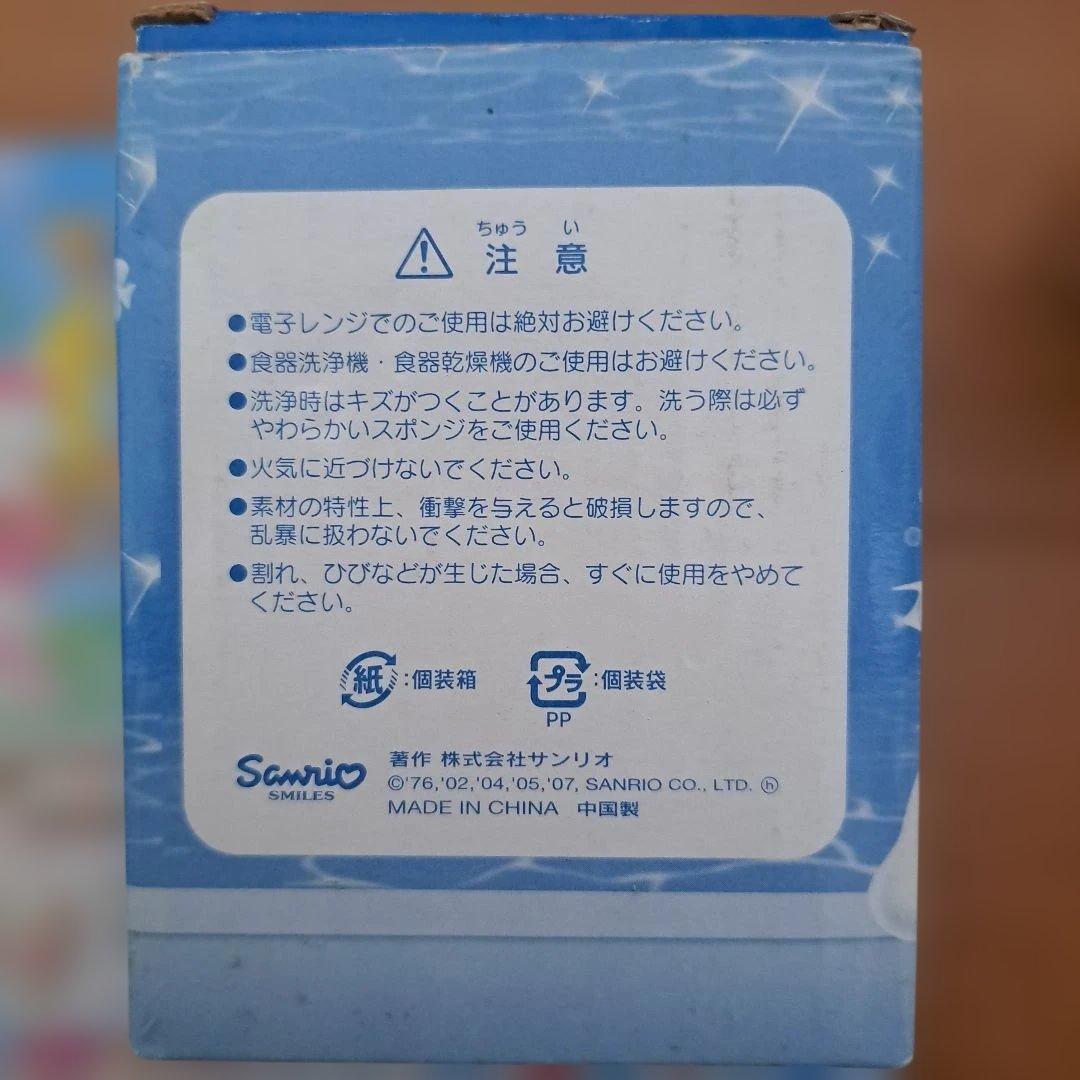 ちゅう い
注 意
●電子レンジでのご使用は絶対お避けください。
●食器洗浄機・食器乾燥機のご使用はお避けください。
●洗浄時はキズがつくことがあります。洗う際は必ず
やわらかいスポンジをご使用ください。
●火気に近づけないでください。
●素材の特性上、衝撃を与えると破損しますので、
乱暴に扱わないでください。
●割れ、ひびなどが生じた場合、すぐに使用をやめて
ください。
紙:個装箱 プラ:個装袋
PP
Sanrio
SMILES
著作 株式会社サンリオ
©'76,'02,'04,'05,'07, SANRIO CO., LTD. ⓗ
MADE IN CHINA 中国製